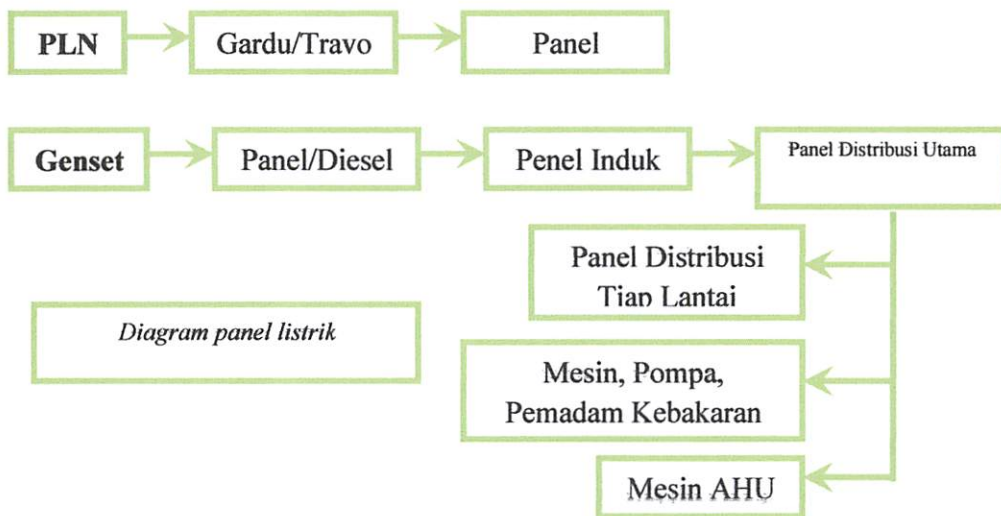 PLN
Gardu/Travo
Panel
Genset
Panel/Diesel
Penel Induk
Panel Distribusi Utama
Panel Distribusi
Tiap Lantai
Diagram panel listrik
Mesin, Pompa,
Pemadam Kebakaran
Mesin AHU